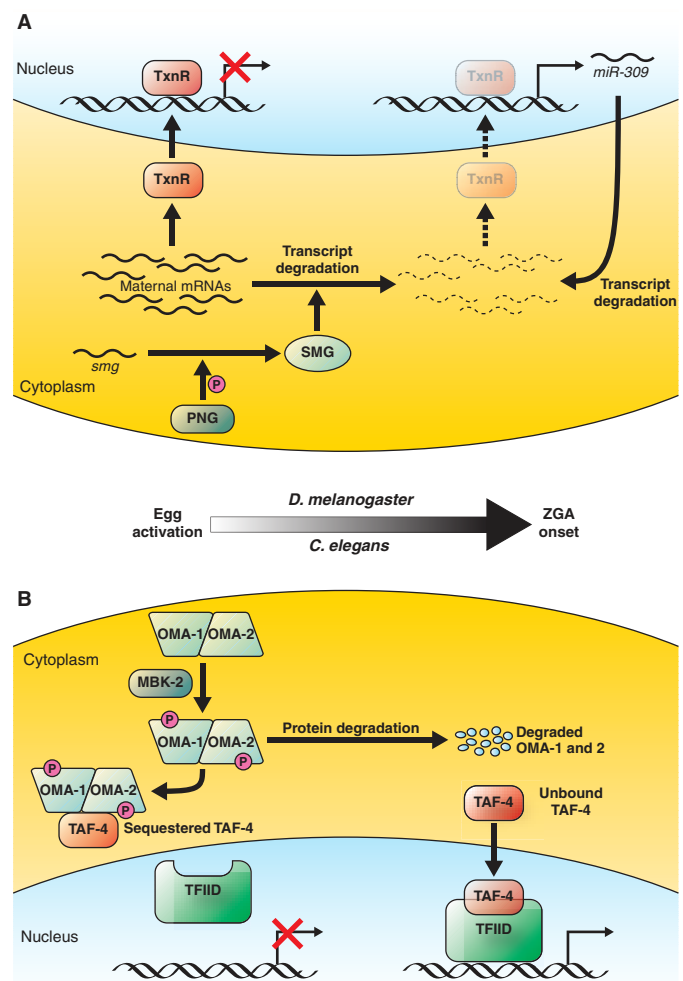 A
Nucleus
TxnR
TxnR
miR-309
TxnR
TxnR
Transcript
degradation
Maternal mRNAs
Transcript
degradation
smg
SMG
P
Cytoplasm
PNG
D. melanogaster
Egg
activation
ZGA
onset
C. elegans
B
OMA-1 OMA-2
Cytoplasm
MBK-2
P
OMA-1 OMA-2
P
Protein degradation
Degraded
OMA-1 and 2
P
OMA-1 OMA-2
P
TAF-4
Sequestered TAF-4
TAF-4
Unbound
TAF-4
TFIID
TAF-4
TFIID
Nucleus